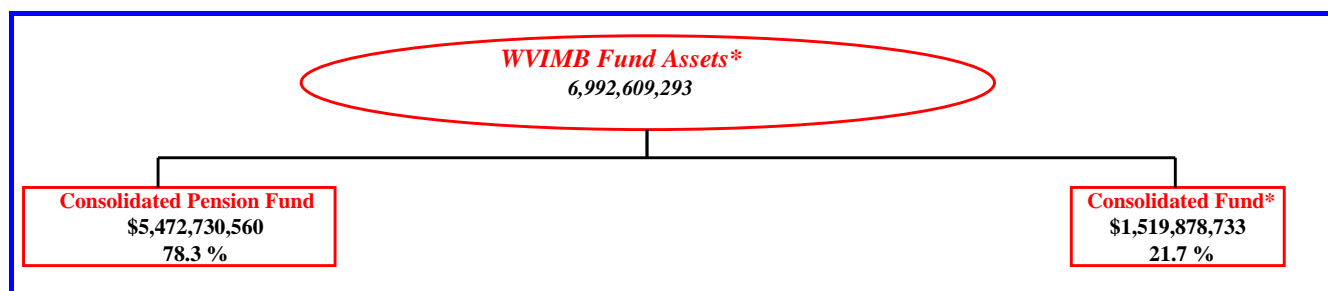 WVIMB Fund Assets*
6,992,609,293
Consolidated Pension Fund
$5,472,730,560
78.3 %
Consolidated Fund*
$1,519,878,733
21.7 %